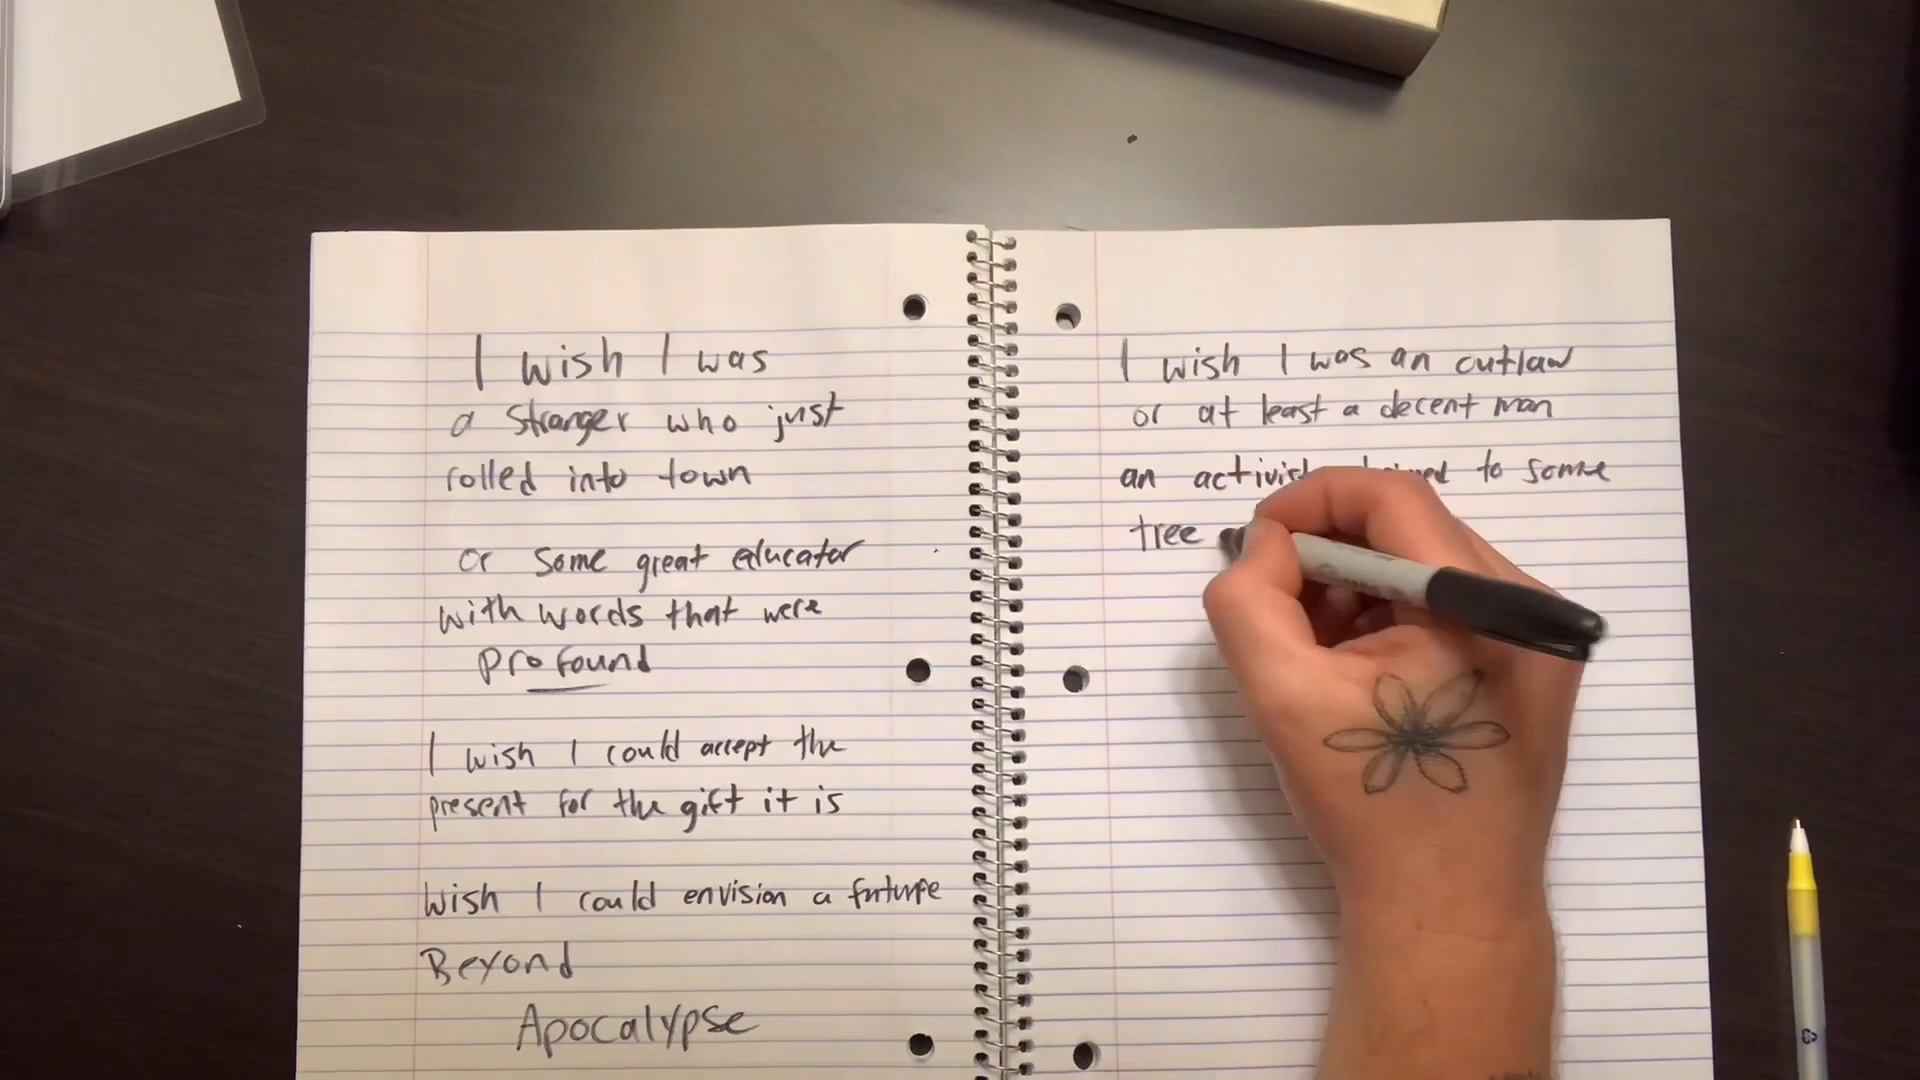 I wish I was
a stranger who just
rolled into town
or some great educator
with words that were
profound
I wish I could accept the
present for the gift it is
Wish I could envision a future
Beyond
Apocalypse
I wish I was an outlaw
or at least a decent man
an activist to some
tree